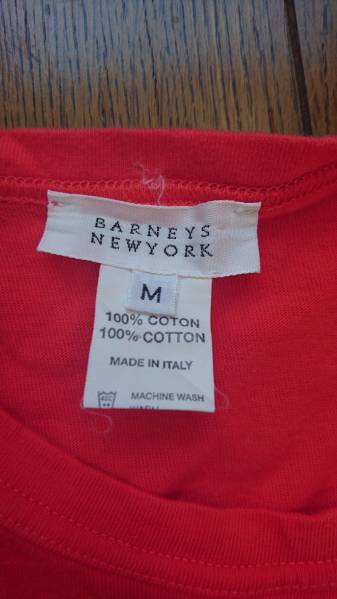 BARNEYS
NEWYORK
M
100% COTON
100% COTTON
MADE IN ITALY
MACHINE WASH